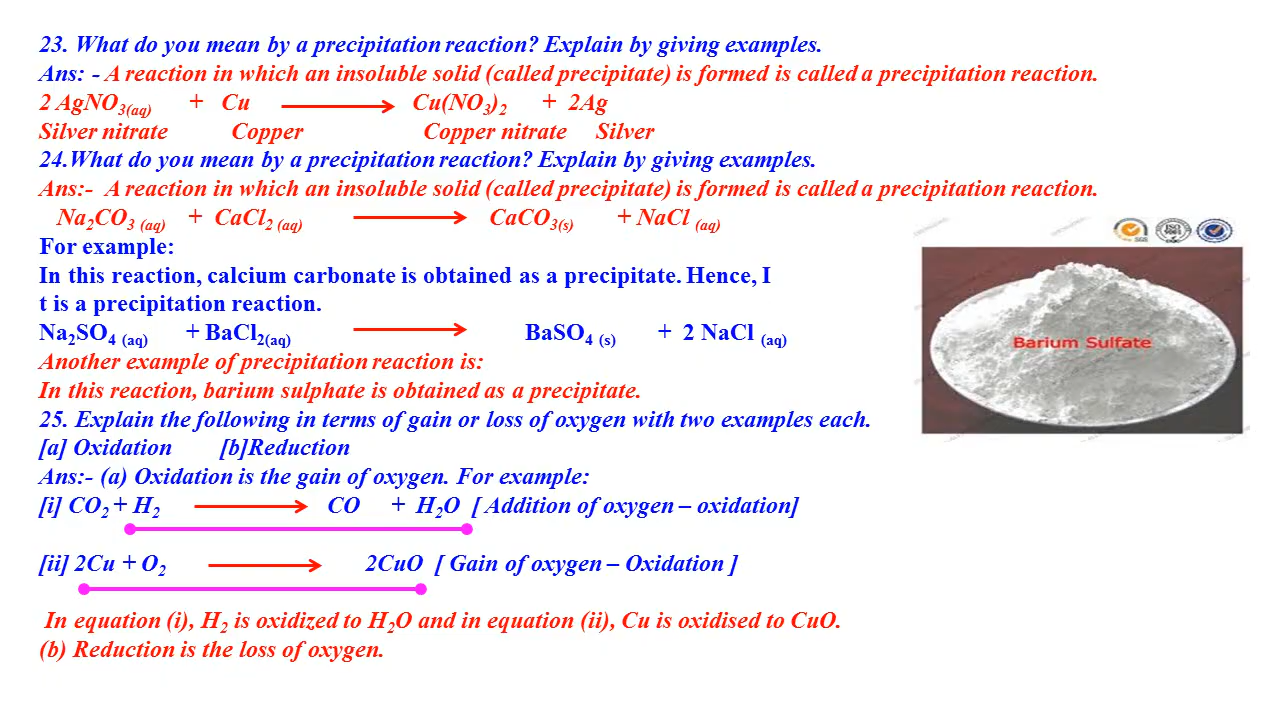 23. What do you mean by a precipitation reaction? Explain by giving examples.
Ans: - A reaction in which an insoluble solid (called precipitate) is formed is called a precipitation reaction.
2 AgNO3(aq) + Cu → Cu(NO3)2 + 2Ag
Silver nitrate Copper Copper nitrate Silver
24.What do you mean by a precipitation reaction? Explain by giving examples.
Ans:- A reaction in which an insoluble solid (called precipitate) is formed is called a precipitation reaction.
Na2CO3 (aq) + CaCl2 (aq) → CaCO3(s) + NaCl (aq)
For example:
In this reaction, calcium carbonate is obtained as a precipitate. Hence, I
t is a precipitation reaction.
Na2SO4 (aq) + BaCl2(aq) → BaSO4 (s) + 2 NaCl (aq)
Barium Sulfate
Another example of precipitation reaction is:
In this reaction, barium sulphate is obtained as a precipitate.
25. Explain the following in terms of gain or loss of oxygen with two examples each.
[a] Oxidation [b]Reduction
Ans:- (a) Oxidation is the gain of oxygen. For example:
[i] CO2 + H2 → CO + H2O [ Addition of oxygen – oxidation]
[ii] 2Cu + O2 → 2CuO [ Gain of oxygen – Oxidation ]
In equation (i), H2 is oxidized to H2O and in equation (ii), Cu is oxidised to CuO.
(b) Reduction is the loss of oxygen.